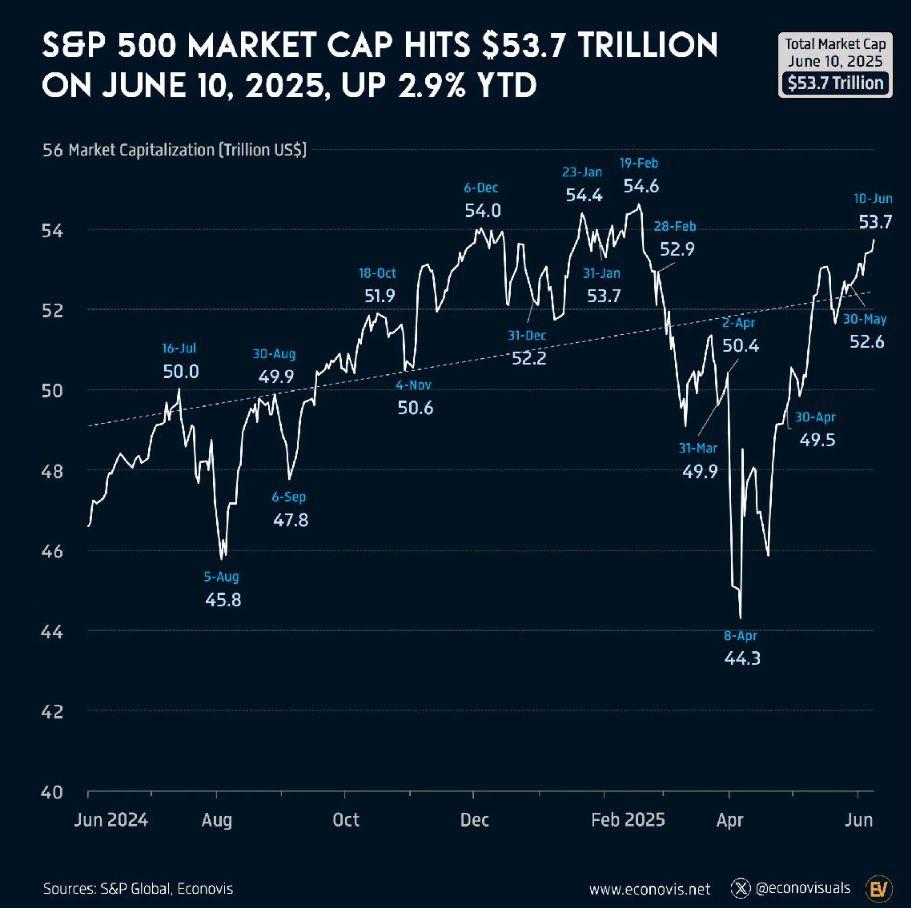 S&P 500 MARKET CAP HITS $53.7 TRILLION
ON JUNE 10, 2025, UP 2.9% YTD
Total Market Cap
June 10, 2025
$53.7 Trillion
56 Market Capitalization (Trillion US$)
54
52
50
48
46
44
42
40
16-Jul
50.0
5-Aug
45.8
30-Aug
49.9
6-Sep
47.8
18-Oct
51.9
4-Nov
50.6
6-Dec
54.0
31-Dec
52.2
23-Jan
54.4
31-Jan
53.7
19-Feb
54.6
28-Feb
52.9
31-Mar
49.9
2-Apr
50.4
8-Apr
44.3
30-Apr
49.5
30-May
52.6
10-Jun
53.7
Jun 2024 Aug Oct Dec Feb 2025 Apr Jun
Sources: S&P Global, Econovis
www.econovis.net X @econovisuals EV